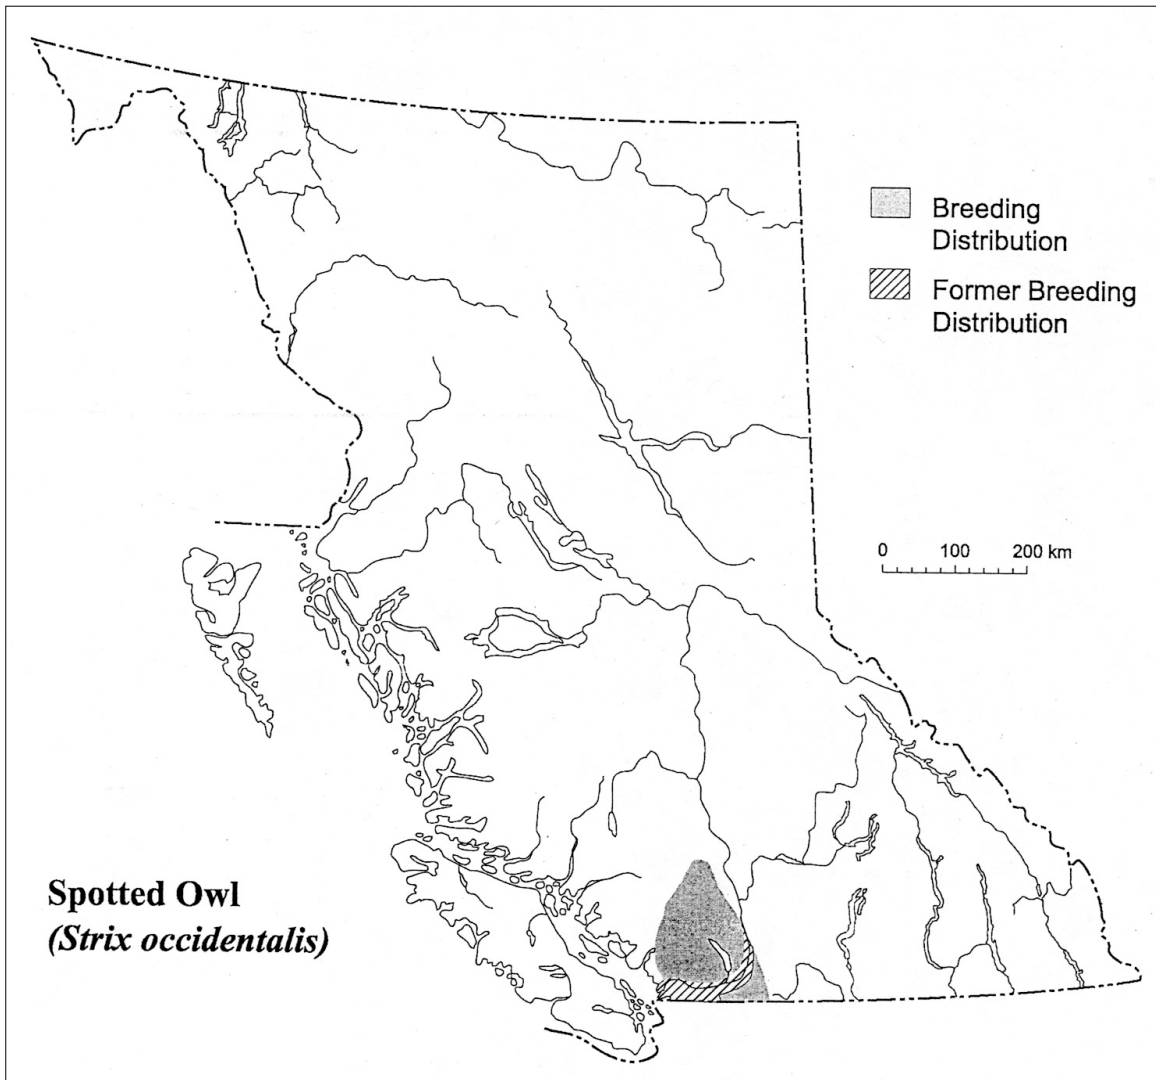 Breeding
Distribution
Former Breeding
Distribution
0 100 200 km
Spotted Owl
(Strix occidentalis)